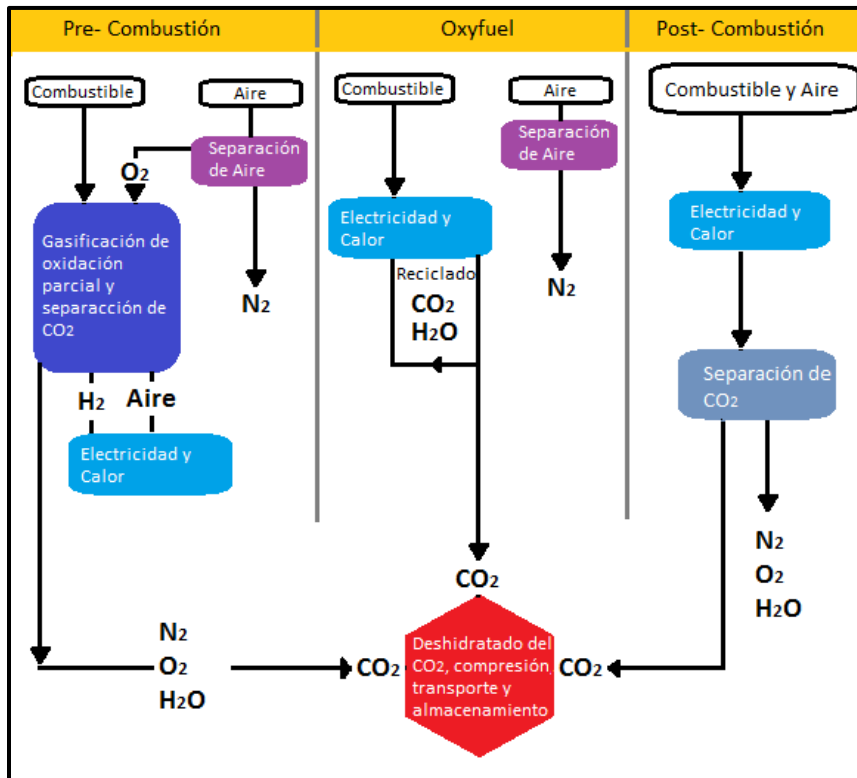 Pre- Combustión
Oxyfuel
Post- Combustión
Combustible
Aire
Separación
de Aire
O2
Gasificación de
oxidación
parcial y
separacción de
CO2
N2
H2 Aire
Electricidad y
Calor
N2
O2
H2O
Combustible
Aire
Separación
de Aire
Electricidad y
Calor
Reciclado
CO2
H2O
N2
CO2
Combustible y Aire
Electricidad y
Calor
Separación de
CO2
N2
O2
H2O
CO2
Deshidratado del
CO2, compresión,
transporte y
almacenamiento
CO2